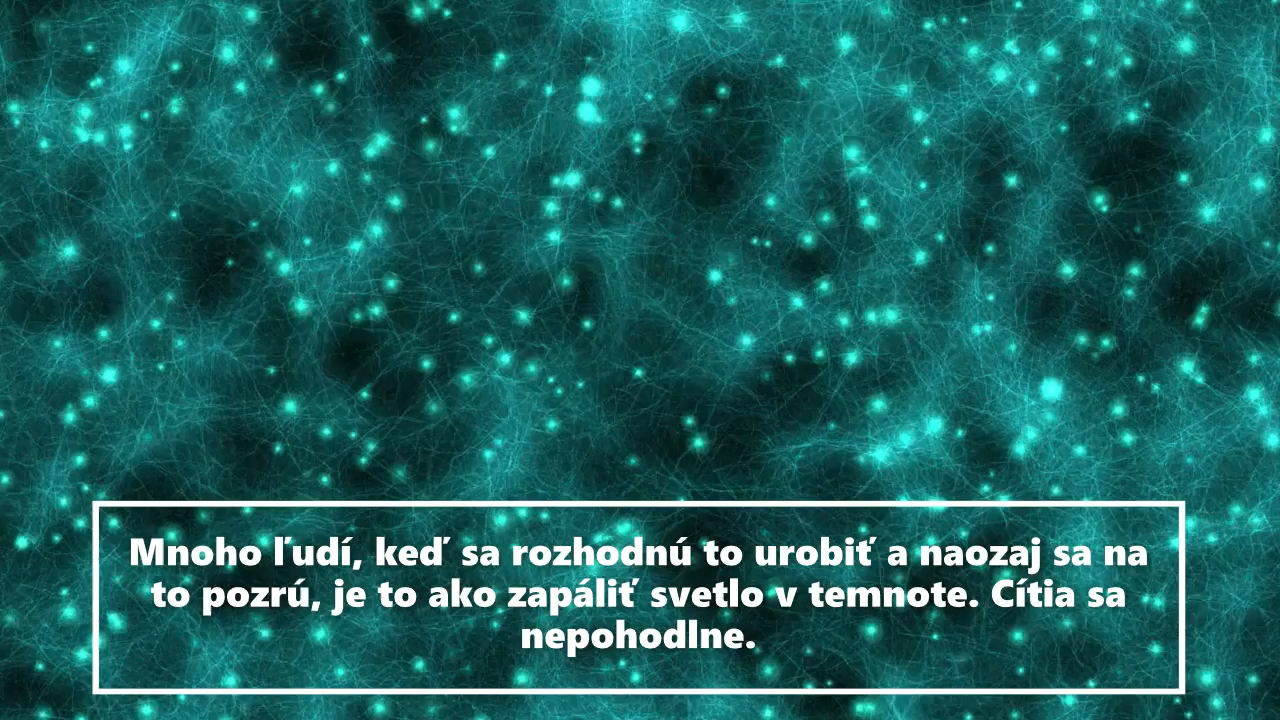 Mnoho ľudí, keď sa rozhodnú to urobiť a naozaj sa na
to pozrú, je to ako zapáliť svetlo v temnote. Cítia sa
nepohodlne.